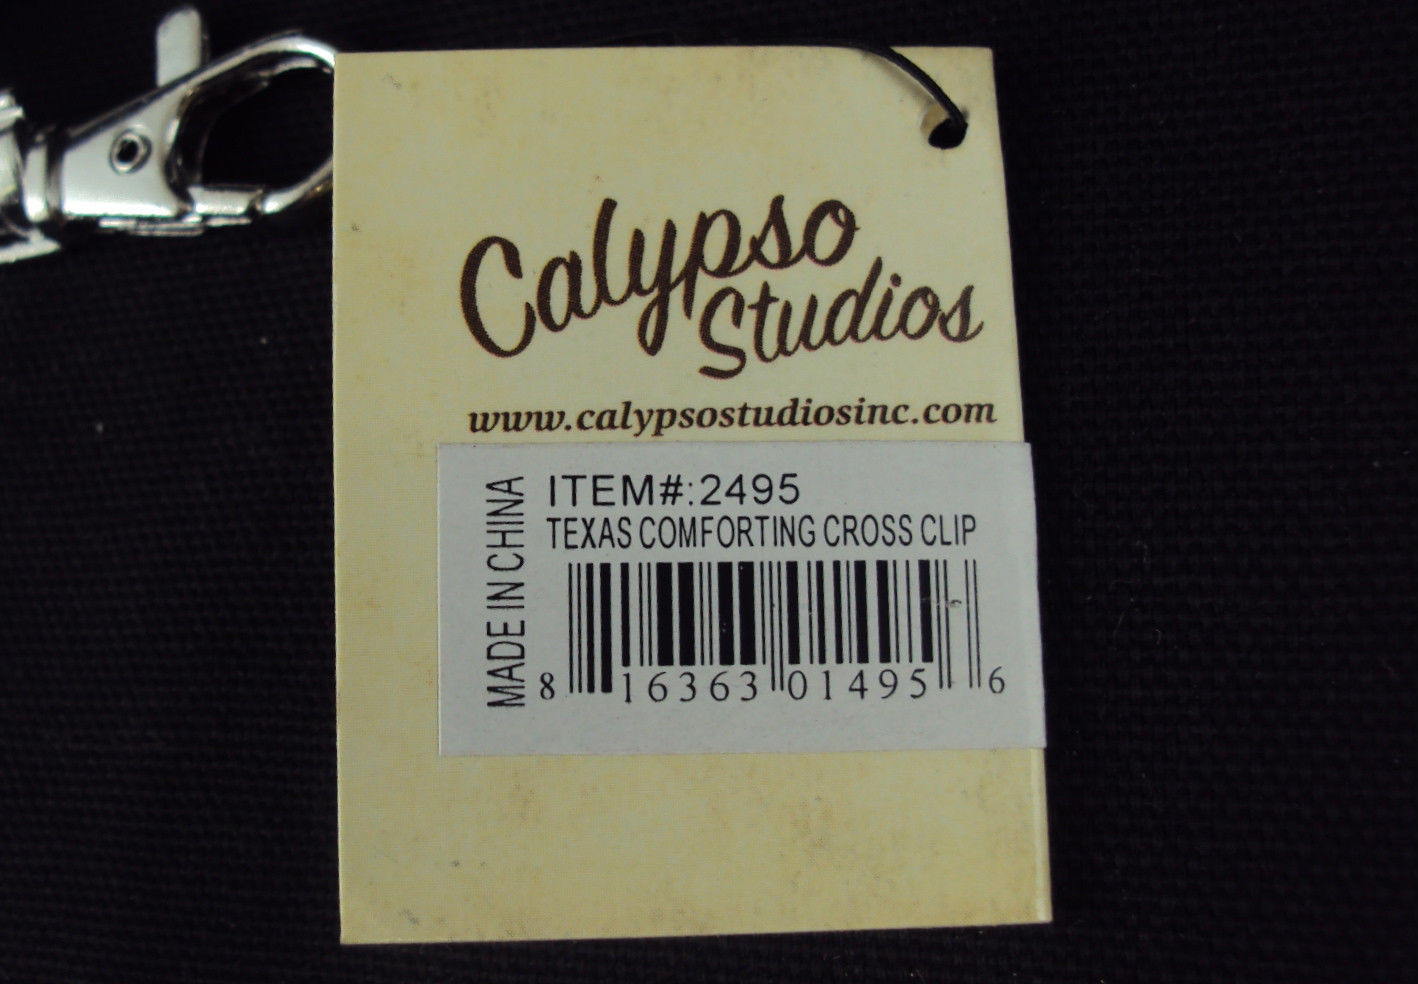 Calypso
Studios
www.calypsostudiosinc.com
MADE IN CHINA
ITEM#:2495
TEXAS COMFORTING CROSS CLIP
8 16363 01495 6